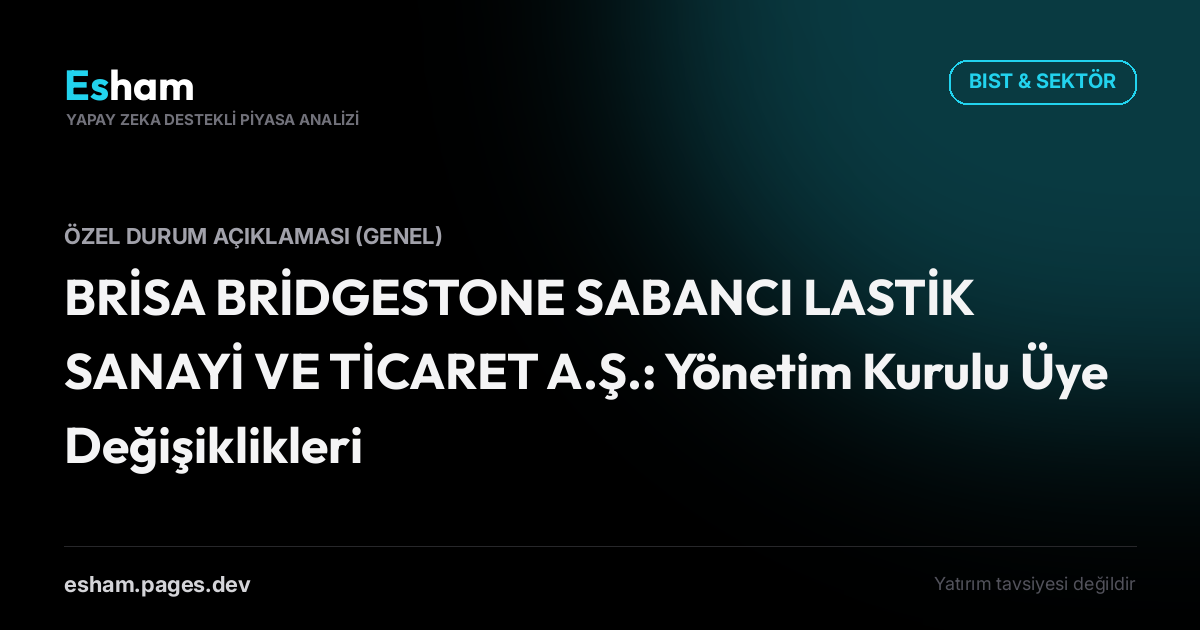 Esham
YAPAY ZEKA DESTEKLİ PİYASA ANALİZİ
BIST & SEKTÖR
ÖZEL DURUM AÇIKLAMASI (GENEL)
BRİSA BRİDGESTONE SABANCI LASTİK
SANAYİ VE TİCARET A.Ş.: Yönetim Kurulu Üye
Değişiklikleri
esham.pages.dev
Yatırım tavsiyesi değildir